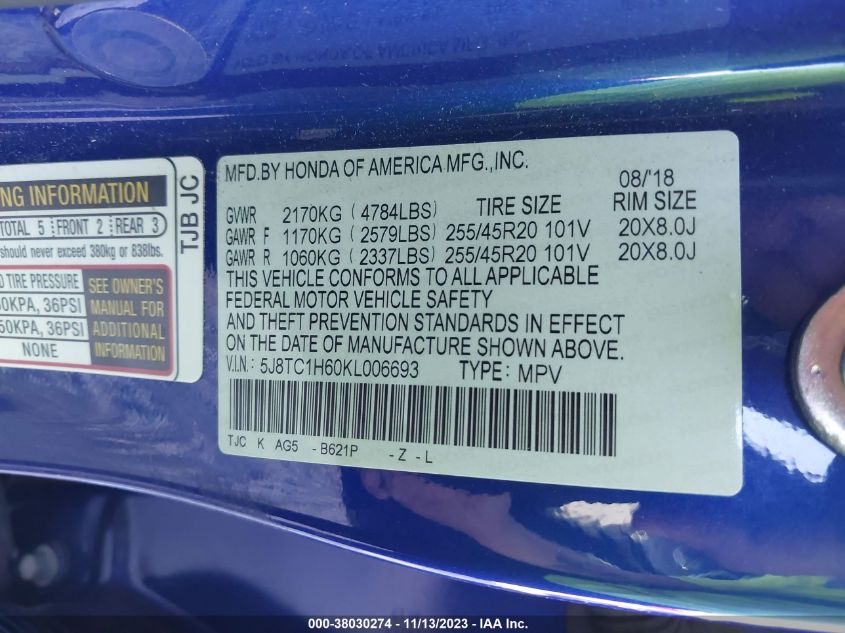 NG INFORMATION
TOTAL 5 FRONT 2 REAR 3
should never exceed 380kg or 838lbs.
TIRE PRESSURE
0KPA, 36PSI
50KPA, 36PSI
NONE
SEE OWNER'S
MANUAL FOR
ADDITIONAL
INFORMATION
TJB JC
MFD.BY HONDA OF AMERICA MFG.,INC.
08/'18
GVWR 2170KG (4784LBS) TIRE SIZE RIM SIZE
GAWR F 1170KG (2579LBS) 255/45R20 101V 20X8.0J
GAWR R 1060KG (2337LBS) 255/45R20 101V 20X8.0J
THIS VEHICLE CONFORMS TO ALL APPLICABLE
FEDERAL MOTOR VEHICLE SAFETY
AND THEFT PREVENTION STANDARDS IN EFFECT
ON THE DATE OF MANUFACTURE SHOWN ABOVE.
V.I.N.: 5J8TC1H60KL006693 TYPE: MPV
TJC K AG5 -B621P -Z -L
000-38030274 - 11/13/2023 - IAA Inc.